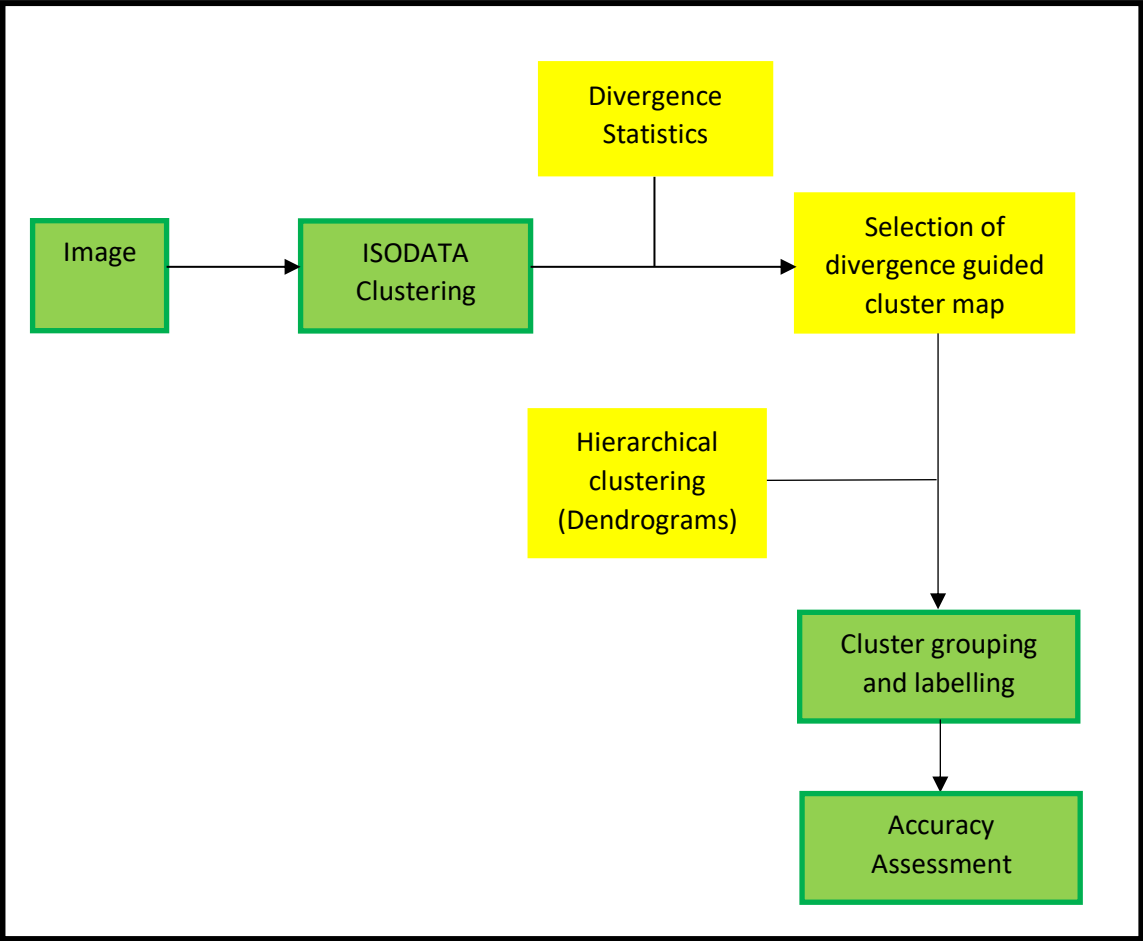 Divergence
Statistics
Image
ISODATA
Clustering
Selection of
divergence guided
cluster map
Hierarchical
clustering
(Dendrograms)
Cluster grouping
and labelling
Accuracy
Assessment